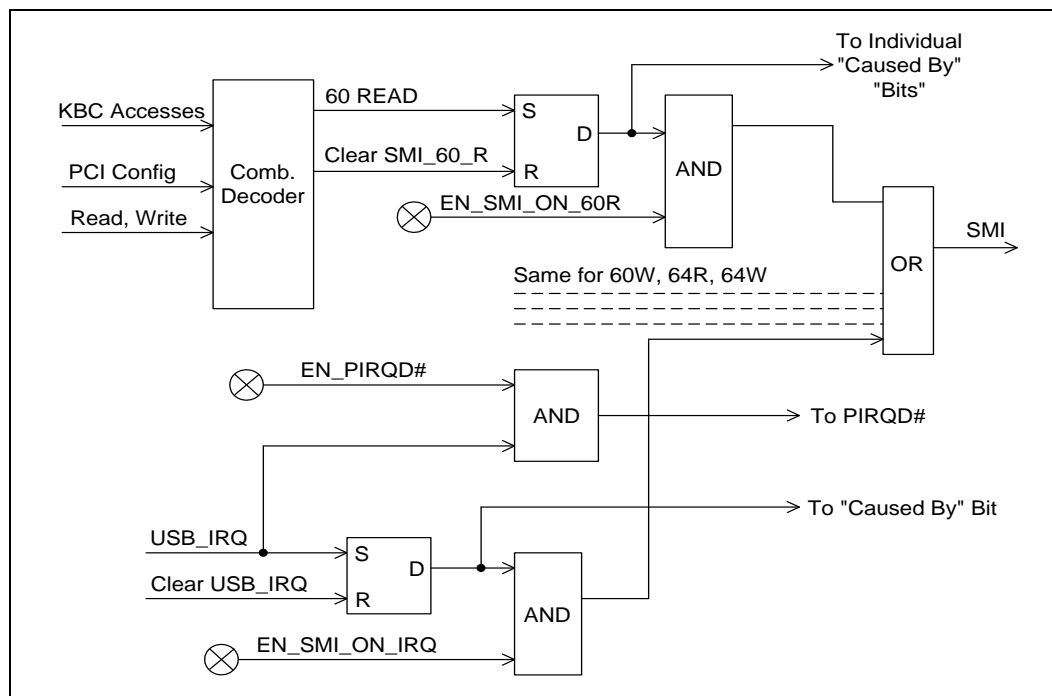 To Individual
"Caused By"
"Bits"
KBC Accesses
PCI Config
Read, Write
Comb.
Decoder
60 READ
Clear SMI_60_R
S
R
D
EN_SMI_ON_60R
AND
Same for 60W, 64R, 64W
OR
SMI
EN_PIRQD#
AND
To PIRQD#
To "Caused By" Bit
USB_IRQ
Clear USB_IRQ
S
R
D
EN_SMI_ON_IRQ
AND